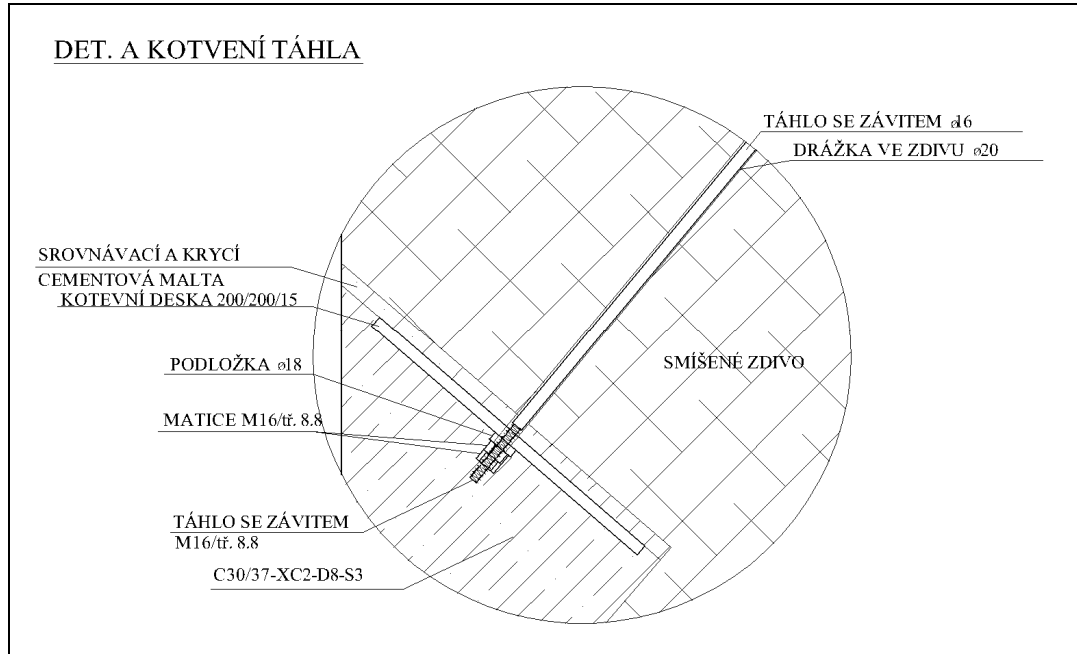 DET. A KOTVENÍ TÁHLA
TÁHLO SE ZÁVITEM ø16
DRÁŽKA VE ZDIVU ø20
SROVNÁVACÍ A KRYCÍ
CEMENTOVÁ MALTA
KOTEVNÍ DESKA 200/200/15
PODLOŽKA ø18
SMÍŠENÉ ZDIVO
MATICE M16/tř. 8.8
TÁHLO SE ZÁVITEM
M16/tř. 8.8
C30/37-XC2-D8-S3